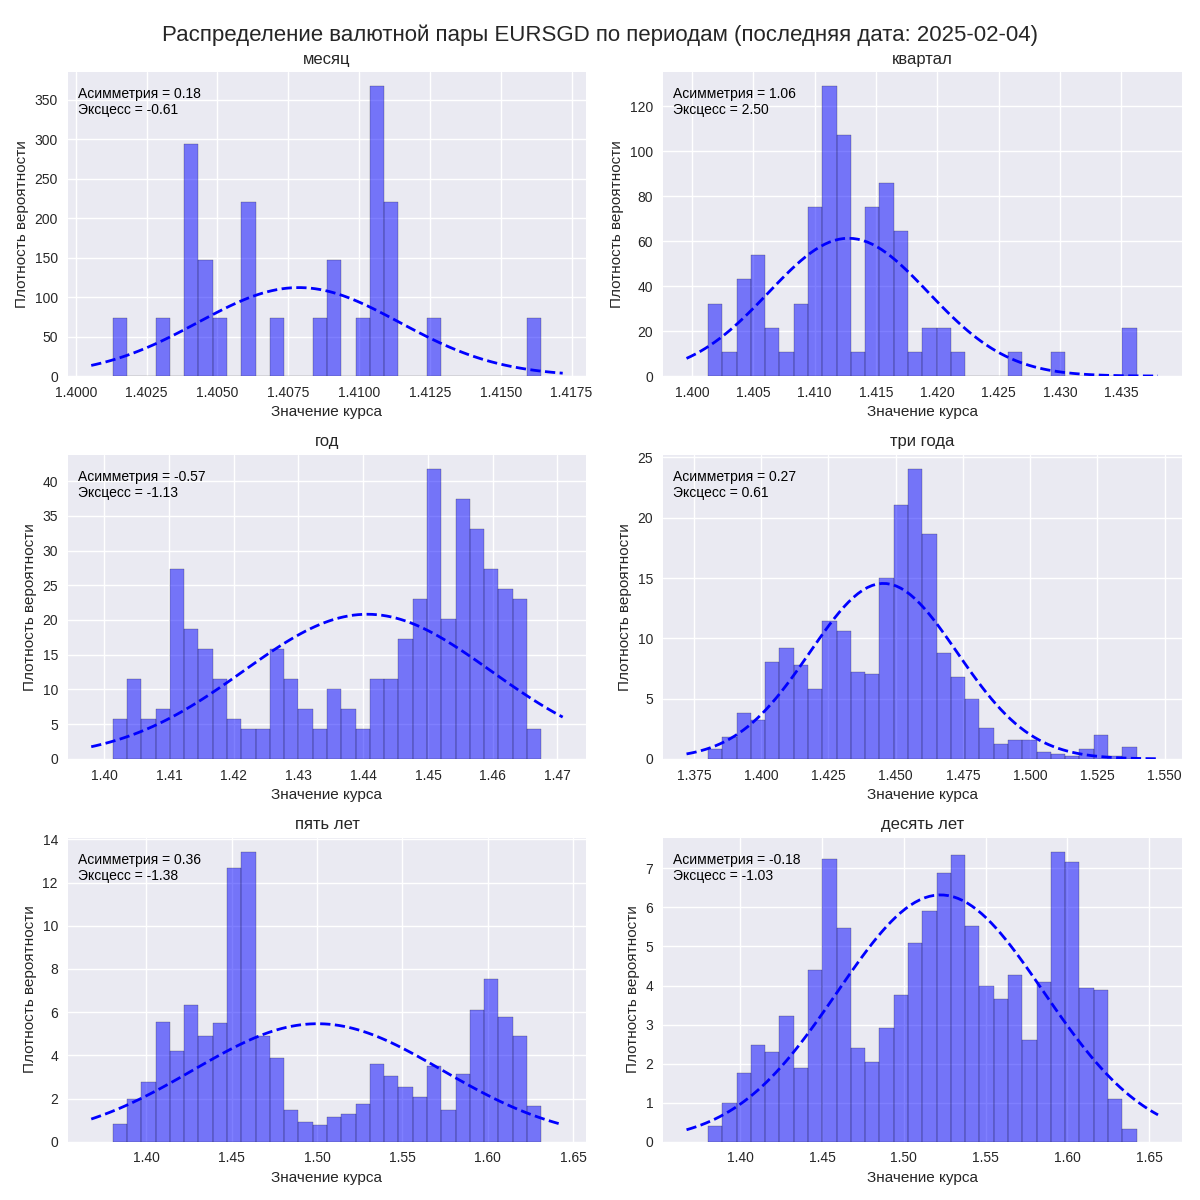 Распределение валютной пары EURSGD по периодам (последняя дата: 2025-02-04)
месяц
Асимметрия = 0.18
Эксцесс = -0.61
Плотность вероятности
350
300
250
200
150
100
50
0
1.4000 1.4025 1.4050 1.4075 1.4100 1.4125 1.4150 1.4175
Значение курса
квартал
Асимметрия = 1.06
Эксцесс = 2.50
Плотность вероятности
120
100
80
60
40
20
0
1.400 1.405 1.410 1.415 1.420 1.425 1.430 1.435
Значение курса
год
Асимметрия = -0.57
Эксцесс = -1.13
Плотность вероятности
40
35
30
25
20
15
10
5
0
1.40 1.41 1.42 1.43 1.44 1.45 1.46 1.47
Значение курса
три года
Асимметрия = 0.27
Эксцесс = 0.61
Плотность вероятности
25
20
15
10
5
0
1.375 1.400 1.425 1.450 1.475 1.500 1.525 1.550
Значение курса
пять лет
Асимметрия = 0.36
Эксцесс = -1.38
Плотность вероятности
14
12
10
8
6
4
2
0
1.40 1.45 1.50 1.55 1.60 1.65
Значение курса
десять лет
Асимметрия = -0.18
Эксцесс = -1.03
Плотность вероятности
7
6
5
4
3
2
1
0
1.40 1.45 1.50 1.55 1.60 1.65
Значение курса